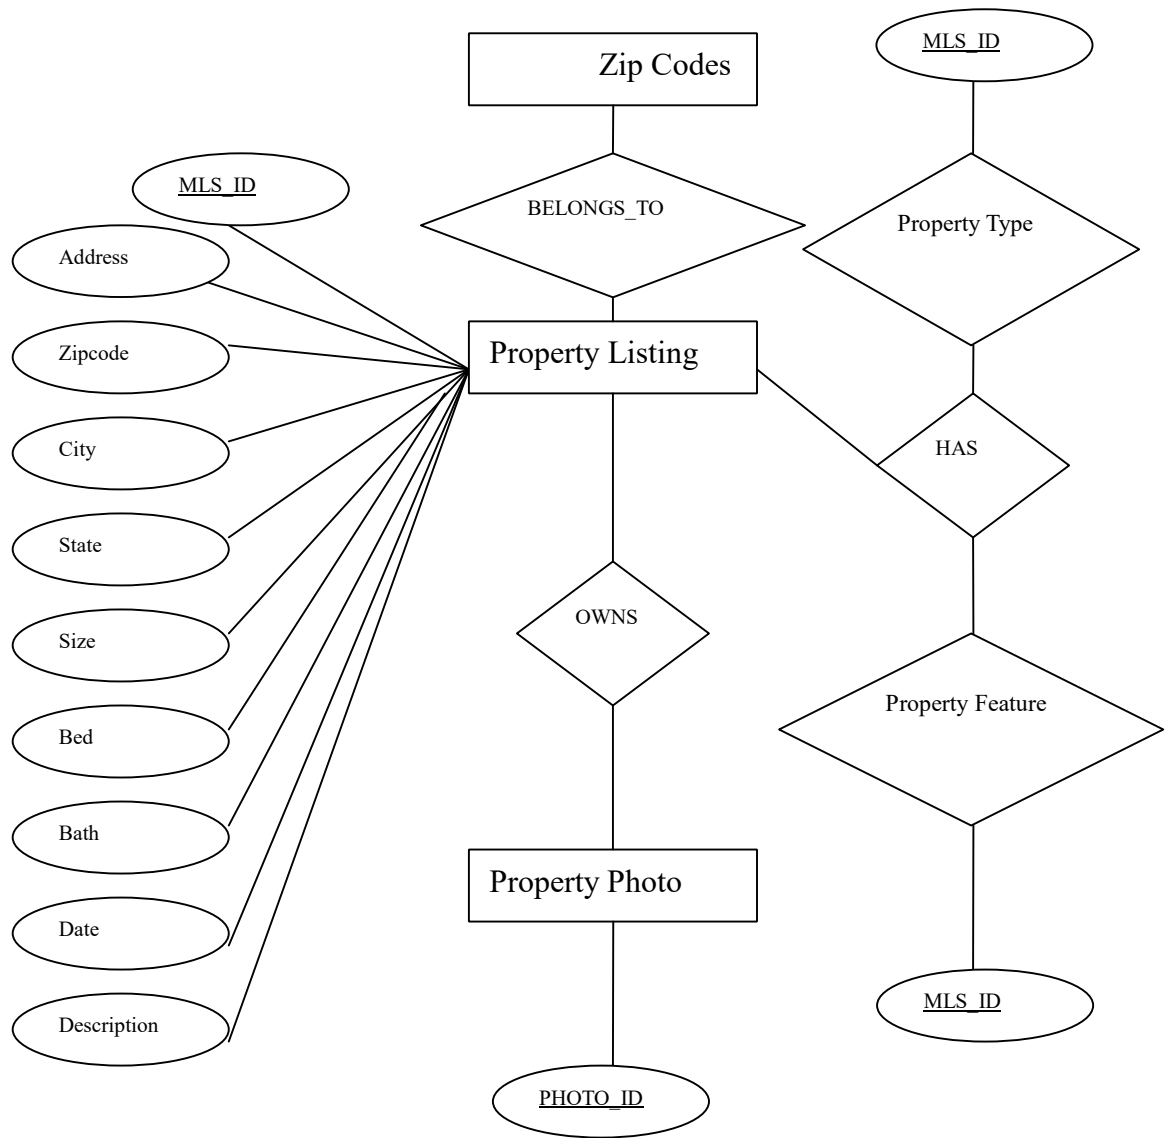 MLS_ID
Zip Codes
MLS_ID
BELONGS_TO
Property Type
Address
Zipcode
Property Listing
City
HAS
State
OWNS
Size
Property Feature
Bed
Bath
Property Photo
Date
MLS_ID
Description
PHOTO_ID